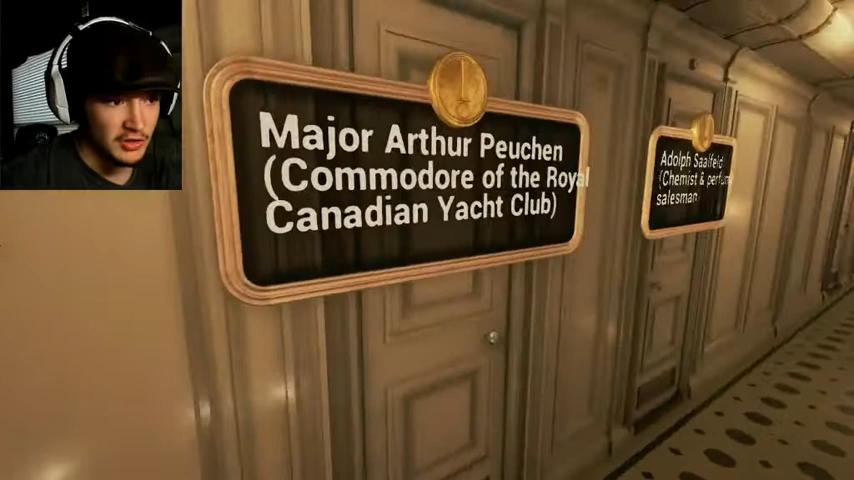 Major Arthur Peuchen
(Commodore of the Royal
Canadian Yacht Club)
Adolph Saalfeld
(Chemist & perfum
salesman